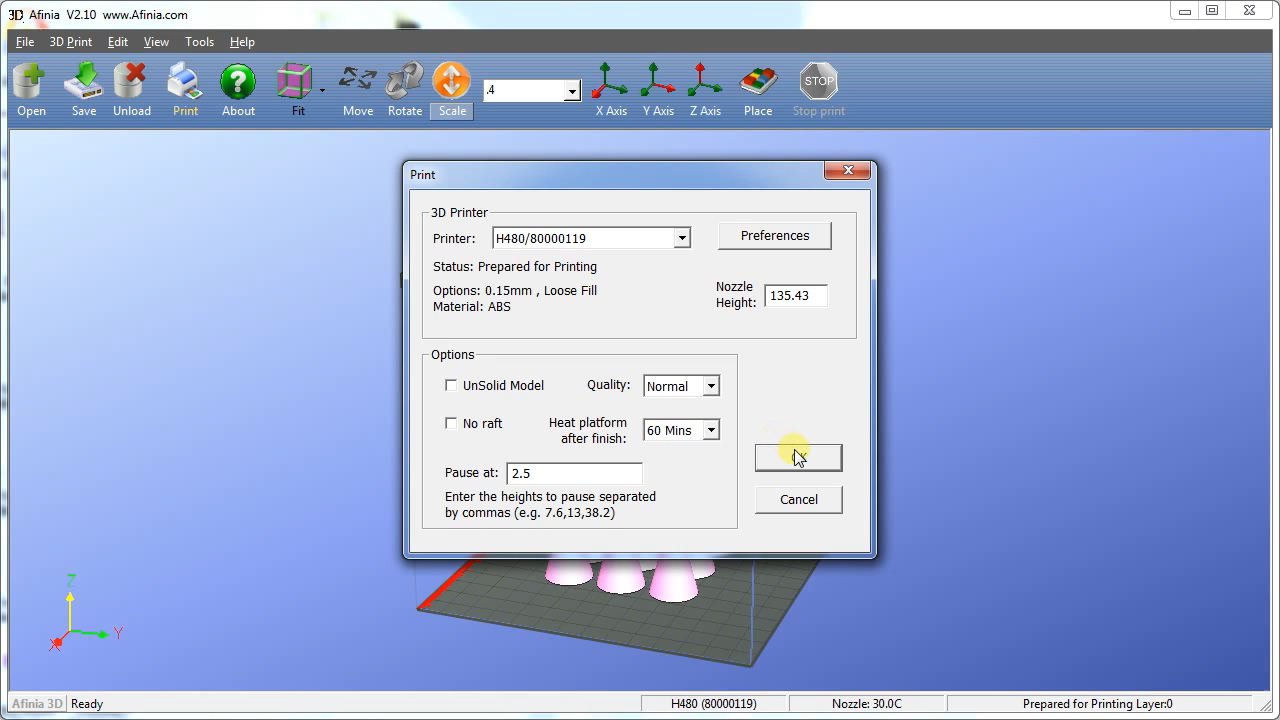 3D Afinia V2.10 www.Afinia.com
File 3D Print Edit View Tools Help
.4
Open Save Unload Print About Fit Move Rotate Scale X Axis Y Axis Z Axis Place Stop print
STOP
Print
3D Printer
Printer: H480/80000119 Preferences
Status: Prepared for Printing
Options: 0.15mm , Loose Fill
Material: ABS
Nozzle
Height: 135.43
Options
UnSolid Model Quality: Normal
No raft Heat platform
after finish: 60 Mins
Pause at: 2.5
Enter the heights to pause separated
by commas (e.g. 7.6,13,38.2)
Cancel
Z
Y
X
Afinia 3D Ready H480 (80000119) Nozzle: 30.0C Prepared for Printing Layer:0